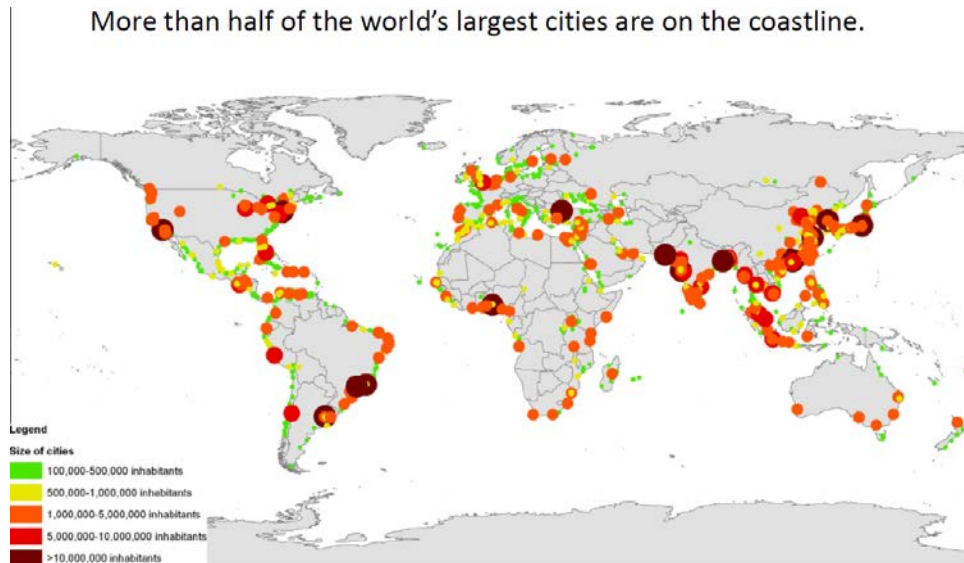 More than half of the world's largest cities are on the coastline.
Legend
Size of cities
100,000-500,000 inhabitants
500,000-1,000,000 inhabitants
1,000,000-5,000,000 inhabitants
5,000,000-10,000,000 inhabitants
>10,000,000 inhabitants